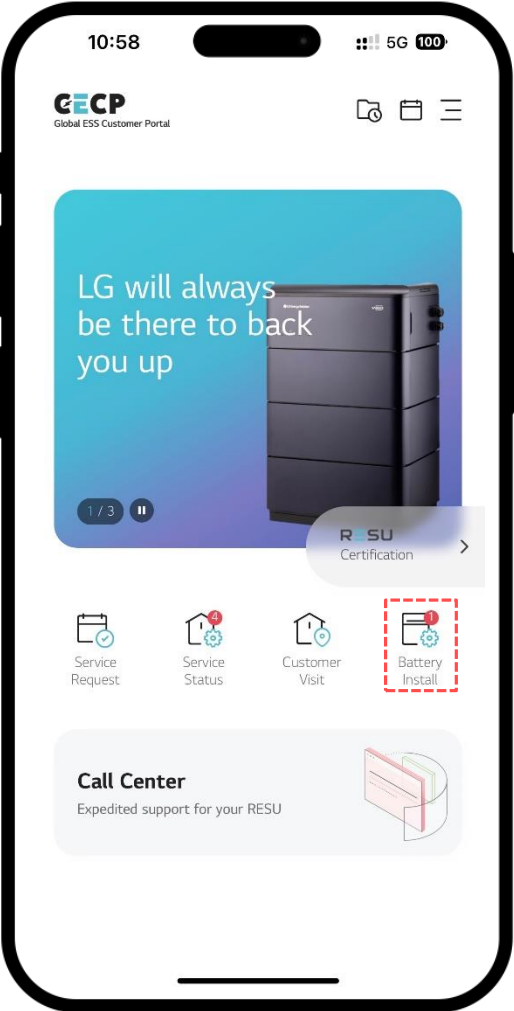 10:58
5G
100
GECP
Global ESS Customer Portal
LG will always
be there to back
you up
1 / 3
RESU
Certification
4
1
Service
Request
Service
Status
Customer
Visit
Battery
Install
Call Center
Expedited support for your RESU